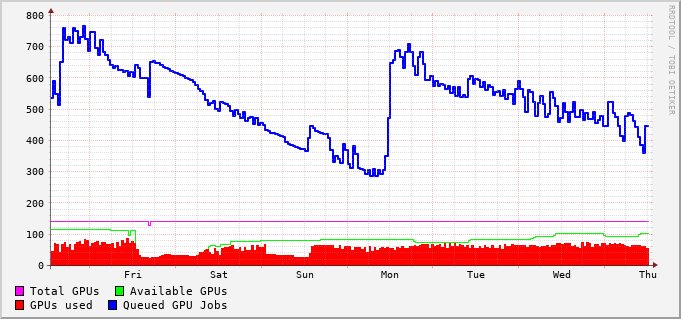 800
700
600
500
400
300
200
100
0
Fri Sat Sun Mon Tue Wed Thu
Total GPUs Available GPUs
GPUs used Queued GPU Jobs
RRDTOOL / TOBI OETIKER